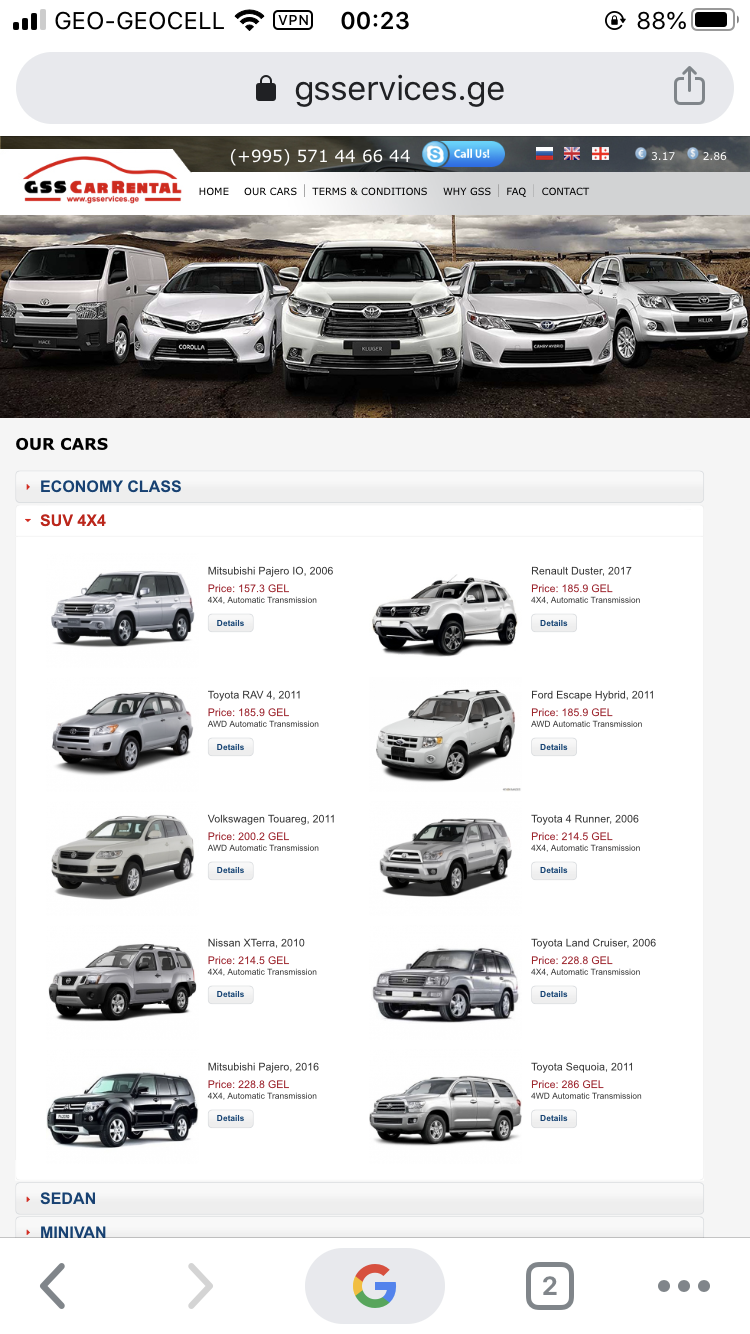 GEO-GEOCELL VPN 00:23 88%
gsservices.ge
(+995) 571 44 66 44 S Call Us! € 3.17 $ 2.86
GSS CAR RENTAL
www.gsservices.ge
HOME OUR CARS TERMS & CONDITIONS WHY GSS FAQ CONTACT
HIACE COROLLA KLUGER CAMRY HYBRID HILUX
OUR CARS
ECONOMY CLASS
SUV 4X4
Mitsubishi Pajero IO, 2006
Price: 157.3 GEL
4X4, Automatic Transmission
Details
Renault Duster, 2017
Price: 185.9 GEL
4X4, Automatic Transmission
Details
Toyota RAV 4, 2011
Price: 185.9 GEL
AWD Automatic Transmission
Details
Ford Escape Hybrid, 2011
Price: 185.9 GEL
AWD Automatic Transmission
Details
Volkswagen Touareg, 2011
Price: 200.2 GEL
AWD Automatic Transmission
Details
Toyota 4 Runner, 2006
Price: 214.5 GEL
4X4, Automatic Transmission
Details
Nissan XTerra, 2010
Price: 214.5 GEL
4X4, Automatic Transmission
Details
Toyota Land Cruiser, 2006
Price: 228.8 GEL
4X4, Automatic Transmission
Details
Mitsubishi Pajero, 2016
Price: 228.8 GEL
4X4, Automatic Transmission
Details
Toyota Sequoia, 2011
Price: 286 GEL
4WD Automatic Transmission
Details
SEDAN
MINIVAN
2